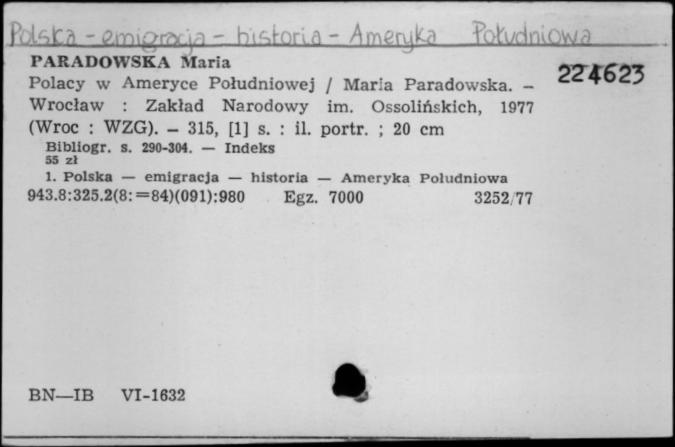 Polska - emigracja - historia - Ameryka Południowa
PARADOWSKA Maria
224623
Polacy w Ameryce Południowej / Maria Paradowska. —
Wrocław : Zakład Narodowy im. Ossolińskich, 1977
(Wroc : WZG). — 315, [1] s. : il. portr. ; 20 cm
Bibliogr. s. 290-304. — Indeks
55 zł
1. Polska — emigracja — historia — Ameryka Południowa
943.8:325.2(8:=84)(091):980 Egz. 7000 3252/77
BN—IB VI-1632